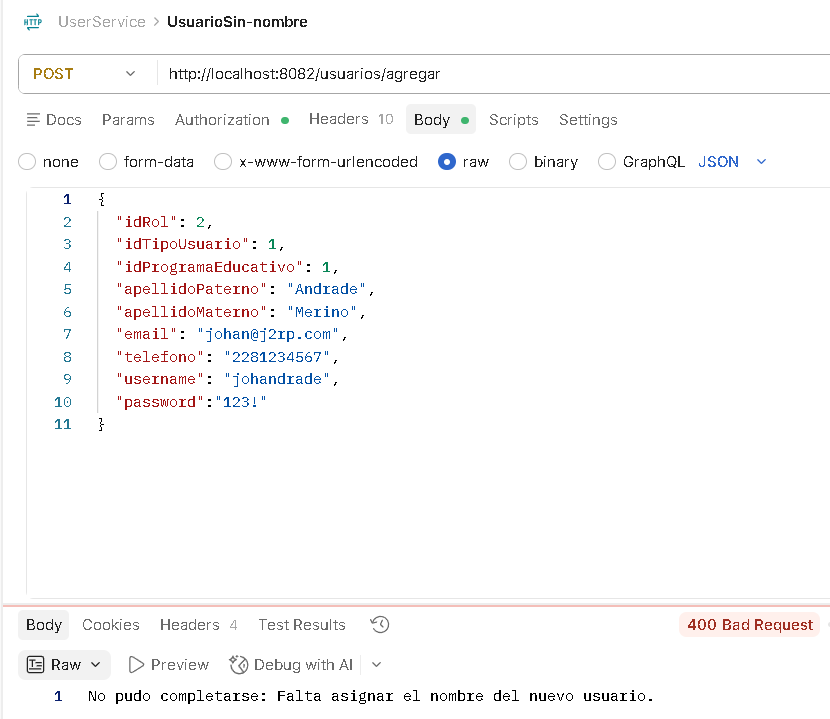 HTTP UserService > UsuarioSin-nombre
POST http://localhost:8082/usuarios/agregar
Docs Params Authorization Headers 10 Body Scripts Settings
none form-data x-www-form-urlencoded raw binary GraphQL JSON
1 {
2 "idRol": 2,
3 "idTipoUsuario": 1,
4 "idProgramaEducativo": 1,
5 "apellidoPaterno": "Andrade",
6 "apellidoMaterno": "Merino",
7 "email": "johan@j2rp.com",
8 "telefono": "2281234567",
9 "username": "johandrade",
10 "password":"123!"
11 }
Body Cookies Headers 4 Test Results 400 Bad Request
Raw Preview Debug with AI
1 No pudo completarse: Falta asignar el nombre del nuevo usuario.